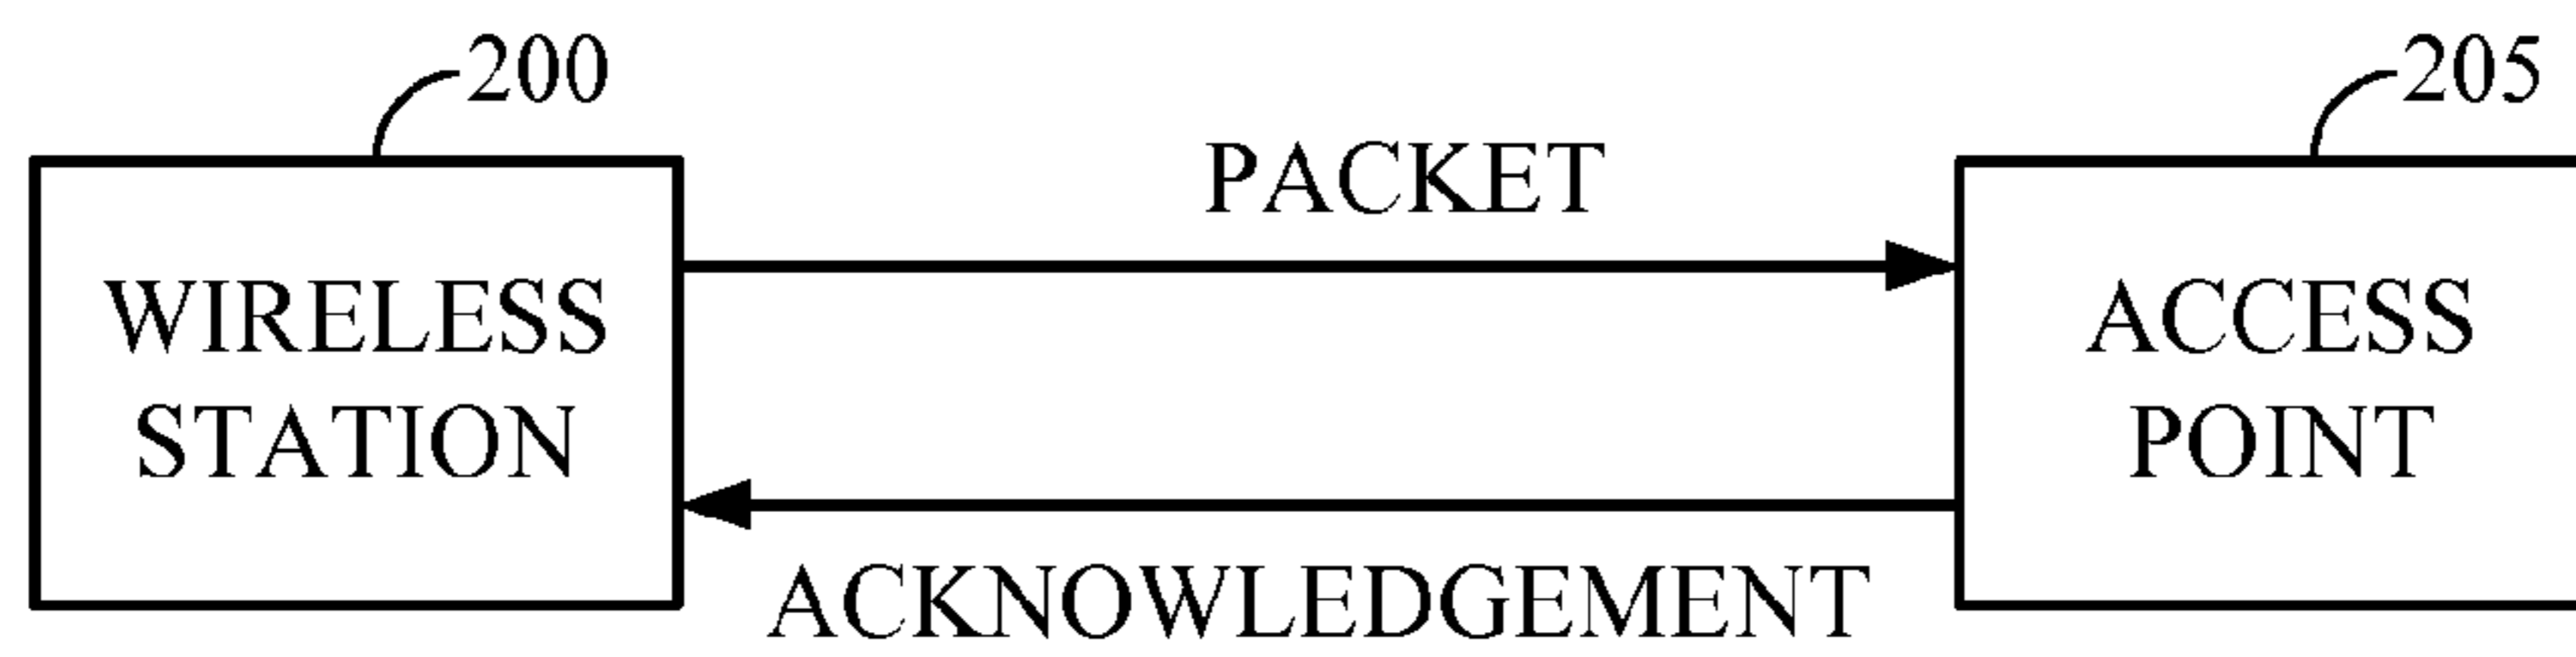 200
205
PACKET
WIRELESS
STATION
ACCESS
POINT
ACKNOWLEDGEMENT